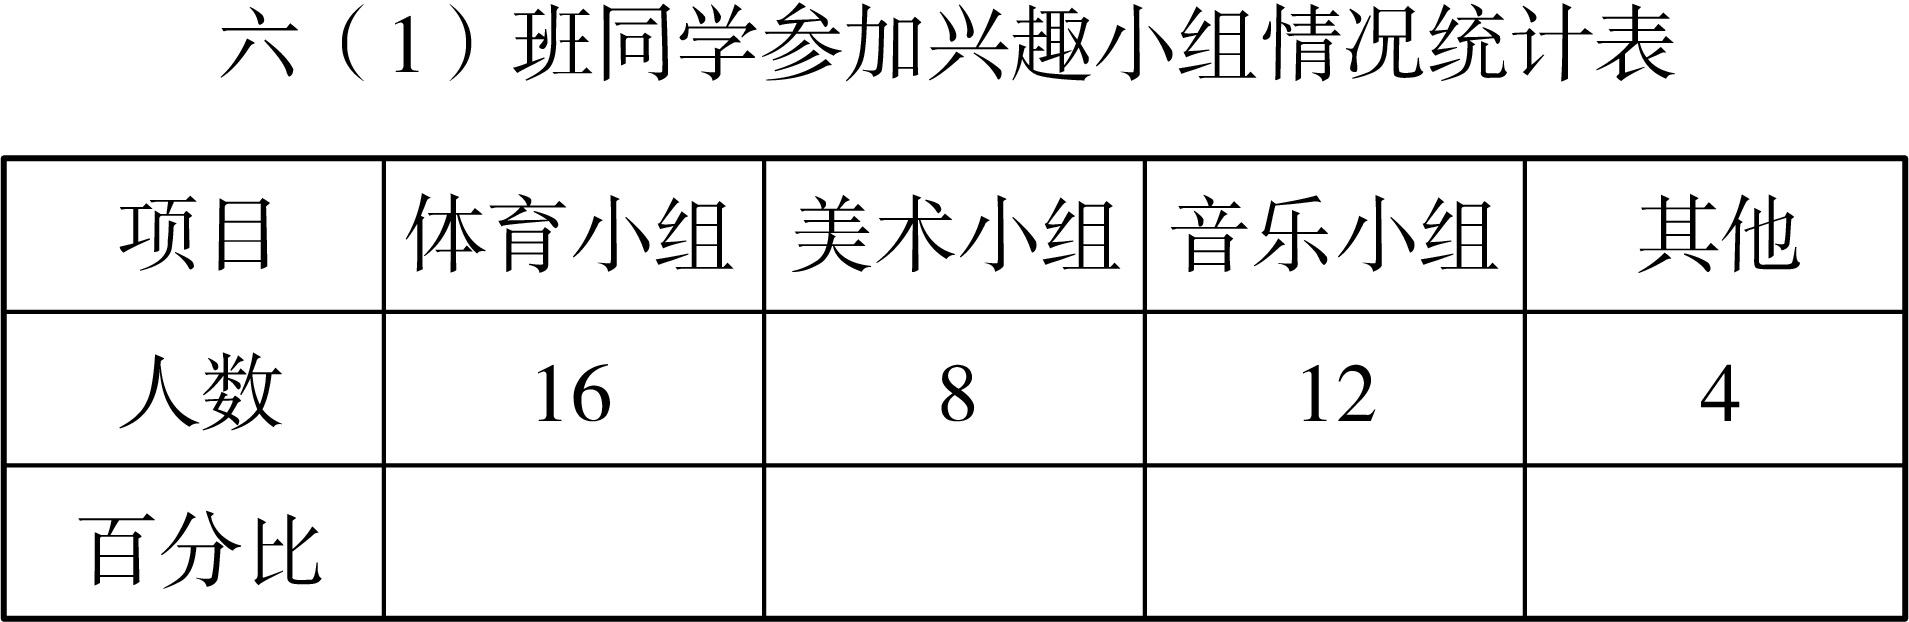 六（1）班同学参加兴趣小组情况统计表
项目 体育小组 美术小组 音乐小组 其他
人数 16 8 12 4
百分比